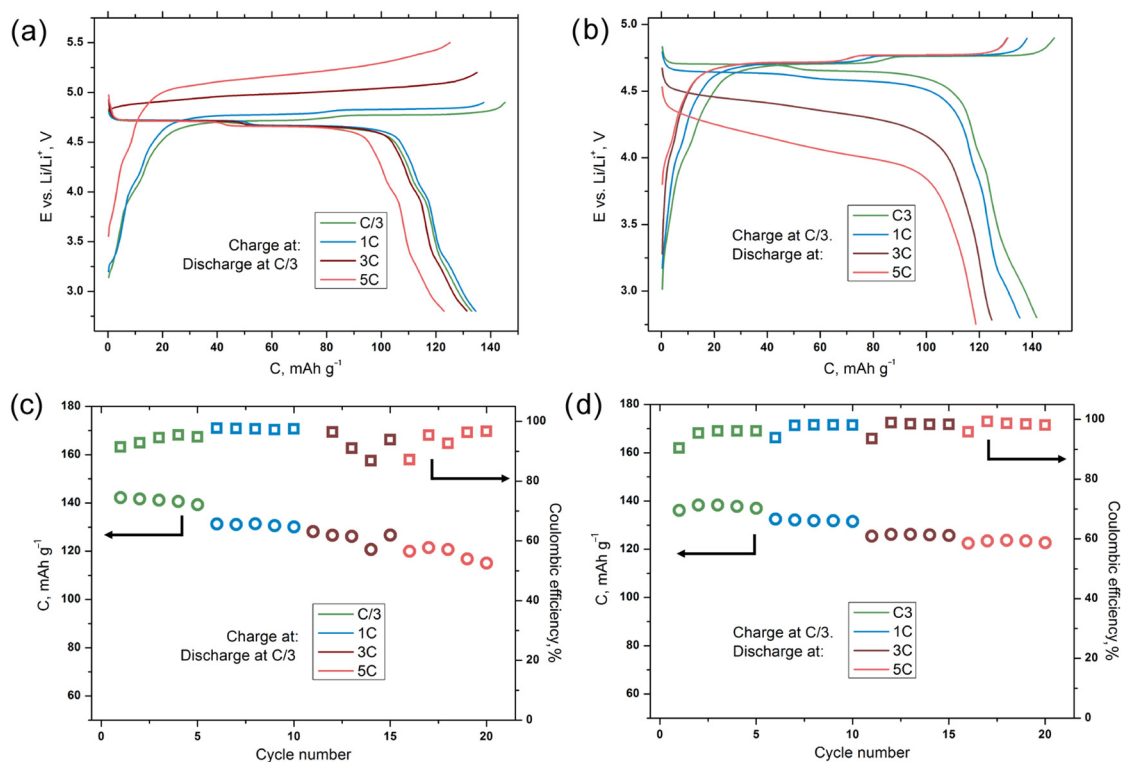 (a)
5.5
5.0
4.5
4.0
3.5
3.0
E vs. Li/Li⁺, V
0 20 40 60 80 100 120 140
C, mAh g⁻¹
Charge at:
Discharge at C/3
C/3
1C
3C
5C
(b)
5.0
4.5
4.0
3.5
3.0
E vs. Li/Li⁺, V
0 20 40 60 80 100 120 140
C, mAh g⁻¹
Charge at C/3.
Discharge at:
C3
1C
3C
5C
(c)
180
160
140
120
100
80
60
C, mAh g⁻¹
100
80
60
40
20
0
Coulombic efficiency,%
0 5 10 15 20
Cycle number
Charge at:
Discharge at C/3
C/3
1C
3C
5C
(d)
180
160
140
120
100
80
60
C, mAh g⁻¹
100
80
60
40
20
0
Coulombic efficiency,%
0 5 10 15 20
Cycle number
Charge at C/3.
Discharge at:
C3
1C
3C
5C